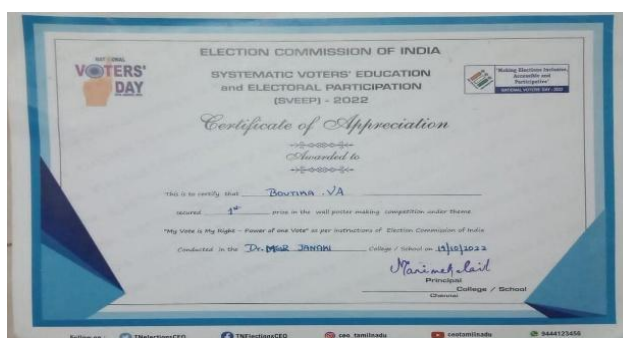 NATIONAL
VOTERS'
DAY
ELECTION COMMISSION OF INDIA
SYSTEMATIC VOTERS' EDUCATION
and ELECTORAL PARTICIPATION
(SVEEP) - 2022
"Making Elections Inclusive,
Accessible and
Participative"
NATIONAL VOTERS' DAY - 2022
Certificate of Appreciation
Awarded to
This is to certify that BOVINA .V.A
secured 1st prize in the wall poster making competition under theme
"My Vote is My Right - Power of one Vote" as per instructions of Election Commission of India
Conducted in the Dr. MGR JANAKI College / School on 19/10/2022
Principal
College / School
Chennai
Follow on : TNelectionsCEO TNElectionsCEO ceo_tamilnadu ceotamilnadu 9444123456